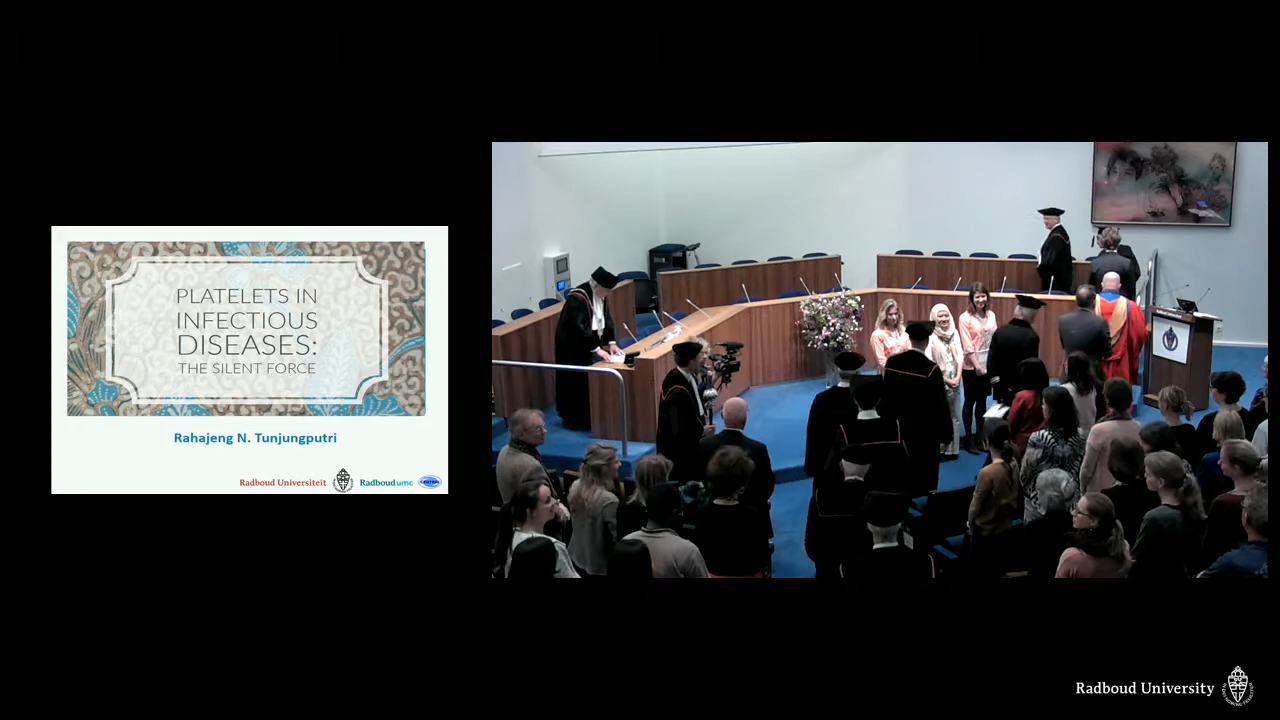 PLATELETS IN
INFECTIOUS
DISEASES:
THE SILENT FORCE
Rahajeng N. Tunjungputri
Radboud Universiteit
Radboudumc
Radboud University